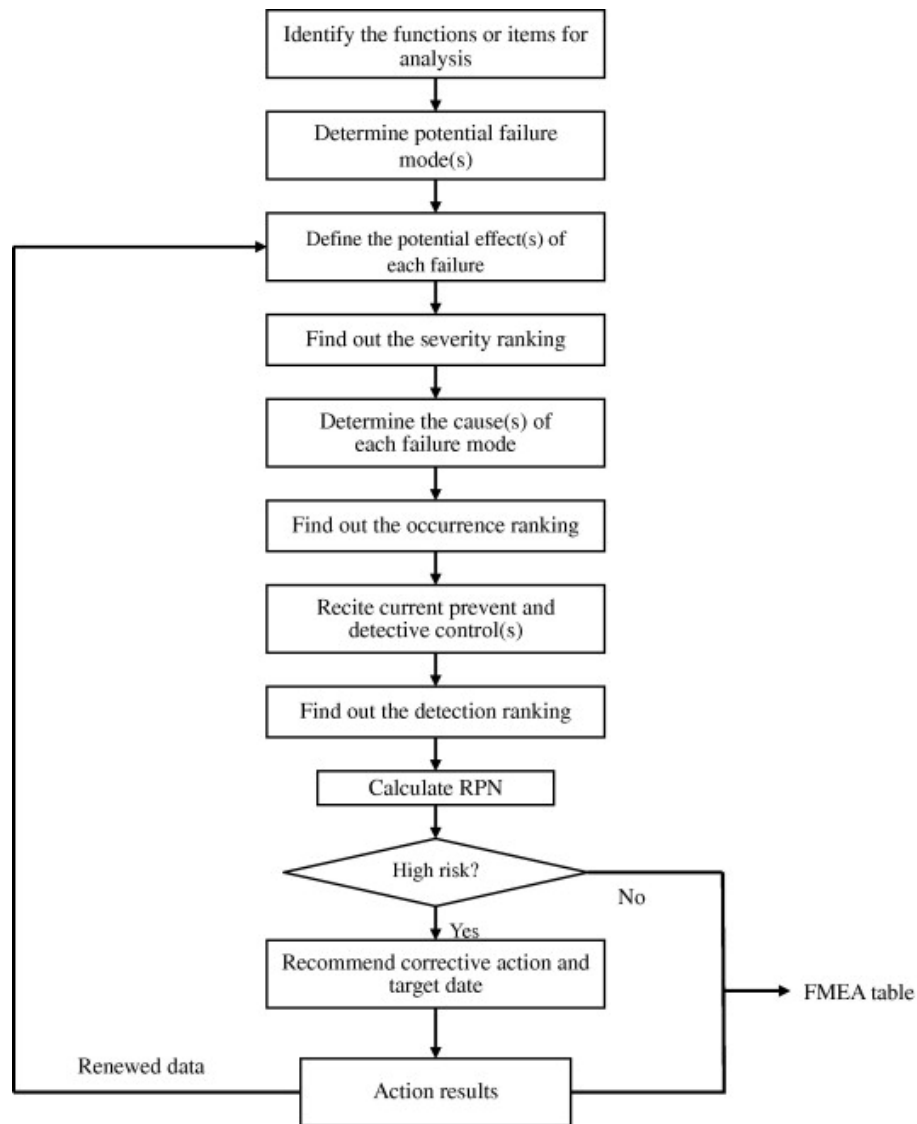 Identify the functions or items for
analysis
Determine potential failure
mode(s)
Define the potential effect(s) of
each failure
Find out the severity ranking
Determine the cause(s) of
each failure mode
Find out the occurrence ranking
Recite current prevent and
detective control(s)
Find out the detection ranking
Calculate RPN
High risk?
No
Yes
Recommend corrective action and
target date
FMEA table
Renewed data
Action results